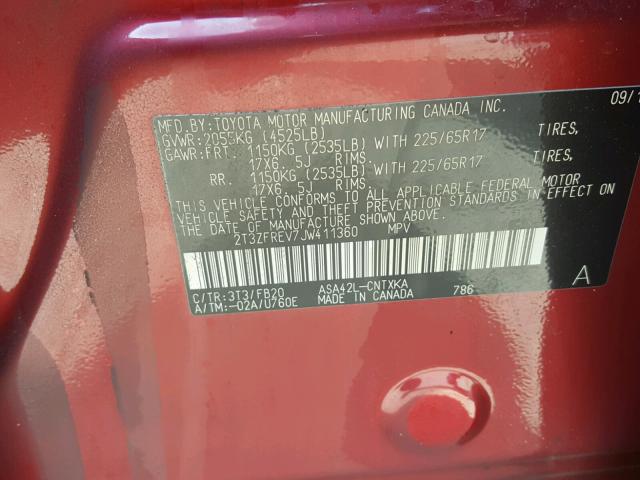 MFD.BY:TOYOTA MOTOR MANUFACTURING CANADA INC. 09/1
GVWR:2055KG (4525LB)
GAWR:FRT. 1150KG (2535LB) WITH 225/65R17 TIRES,
17X6.5J RIMS.
RR. 1150KG (2535LB) WITH 225/65R17 TIRES,
17X6.5J RIMS.
THIS VEHICLE CONFORMS TO ALL APPLICABLE FEDERAL MOTOR
VEHICLE SAFETY AND THEFT PREVENTION STANDARDS IN EFFECT ON
THE DATE OF MANUFACTURE SHOWN ABOVE.
2T3ZFREV7JW411360 MPV
A
C/TR:3T3/FB20 ASA42L-CNTXKA 786
A/TM:-02A/U760E MADE IN CANADA